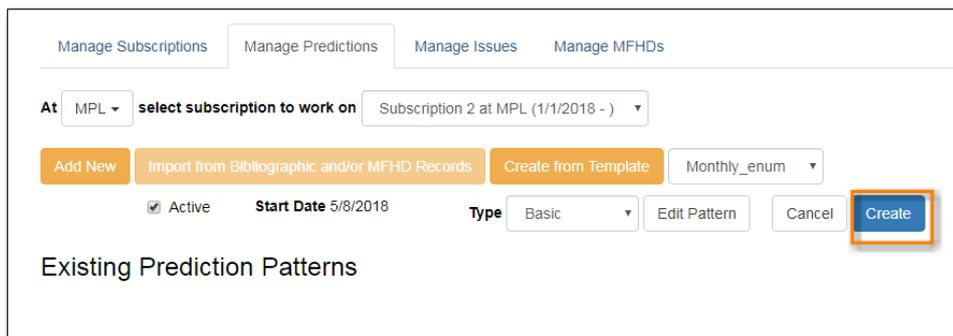 Manage Subscriptions Manage Predictions Manage Issues Manage MFHDs
At MPL select subscription to work on Subscription 2 at MPL (1/1/2018 - )
Add New Import from Bibliographic and/or MFHD Records Create from Template Monthly_enum
Active Start Date 5/8/2018 Type Basic Edit Pattern Cancel Create
Existing Prediction Patterns